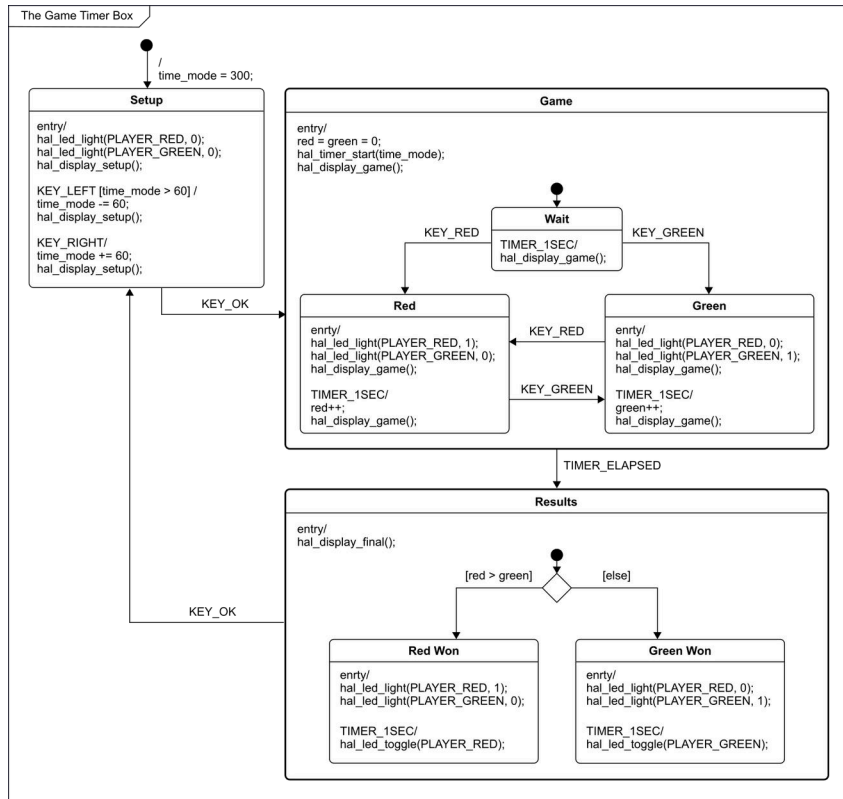 The Game Timer Box
/
time_mode = 300;
Setup
entry/
hal_led_light(PLAYER_RED, 0);
hal_led_light(PLAYER_GREEN, 0);
hal_display_setup();
KEY_LEFT [time_mode > 60] /
time_mode -= 60;
hal_display_setup();
KEY_RIGHT/
time_mode += 60;
hal_display_setup();
KEY_OK
Game
entry/
red = green = 0;
hal_timer_start(time_mode);
hal_display_game();
Wait
TIMER_1SEC/
hal_display_game();
KEY_RED
KEY_GREEN
Red
enrty/
hal_led_light(PLAYER_RED, 1);
hal_led_light(PLAYER_GREEN, 0);
hal_display_game();
TIMER_1SEC/
red++;
hal_display_game();
KEY_RED
KEY_GREEN
Green
enrty/
hal_led_light(PLAYER_RED, 0);
hal_led_light(PLAYER_GREEN, 1);
hal_display_game();
TIMER_1SEC/
green++;
hal_display_game();
TIMER_ELAPSED
Results
entry/
hal_display_final();
[red > green]
[else]
KEY_OK
Red Won
enrty/
hal_led_light(PLAYER_RED, 1);
hal_led_light(PLAYER_GREEN, 0);
TIMER_1SEC/
hal_led_toggle(PLAYER_RED);
Green Won
enrty/
hal_led_light(PLAYER_RED, 0);
hal_led_light(PLAYER_GREEN, 1);
TIMER_1SEC/
hal_led_toggle(PLAYER_GREEN);